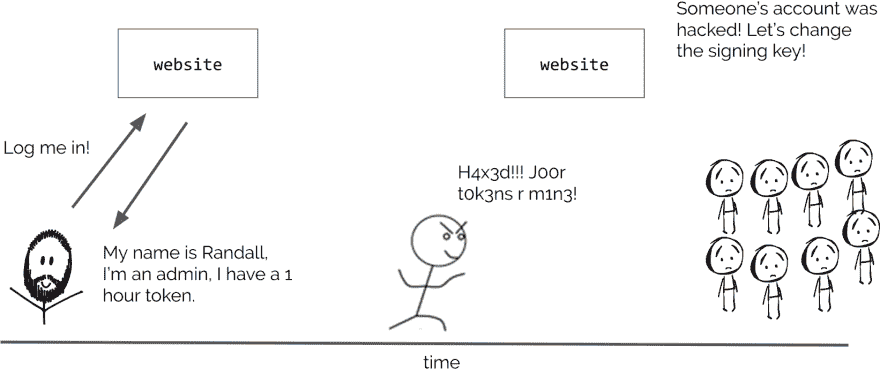 website
Log me in!
My name is Randall,
I'm an admin, I have a 1
hour token.
website
H4x3d!!! J00r
t0k3ns r m1n3!
Someone's account was
hacked! Let's change
the signing key!
time